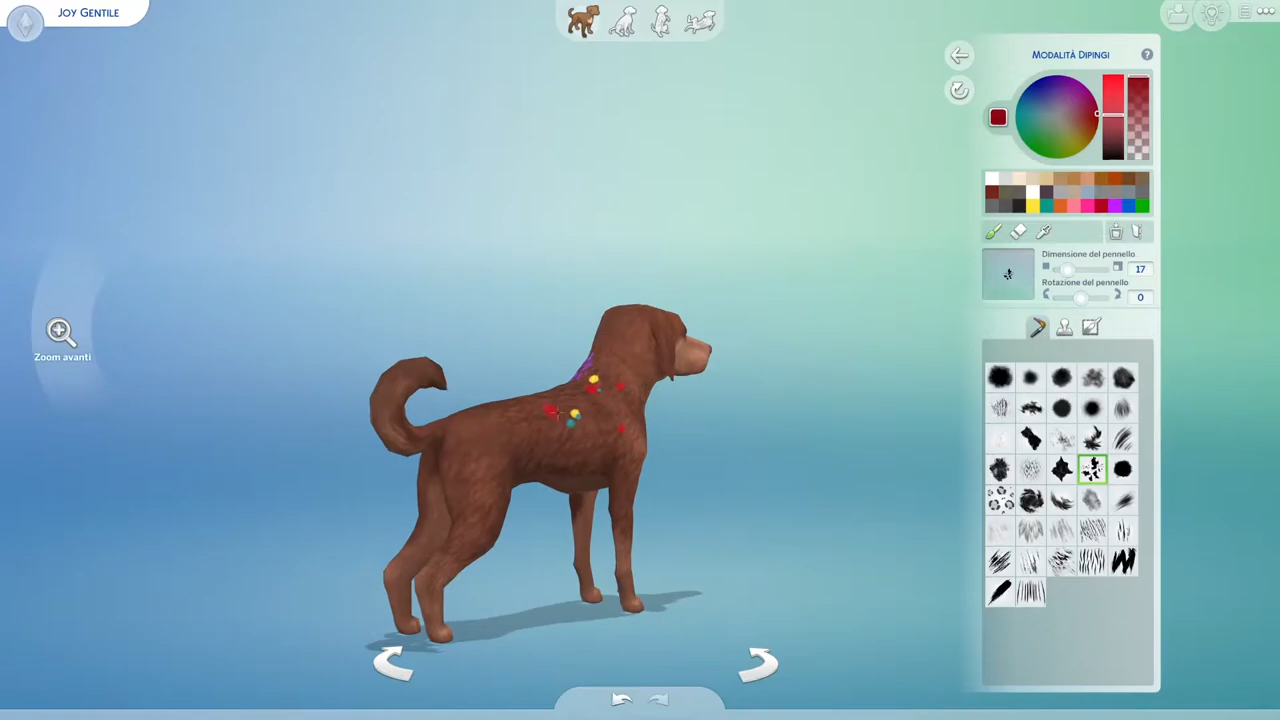 Joy Gentile
Modalità Dipingi
?
Dimensione del pennello
17
Rotazione del pennello
0
Zoom avanti